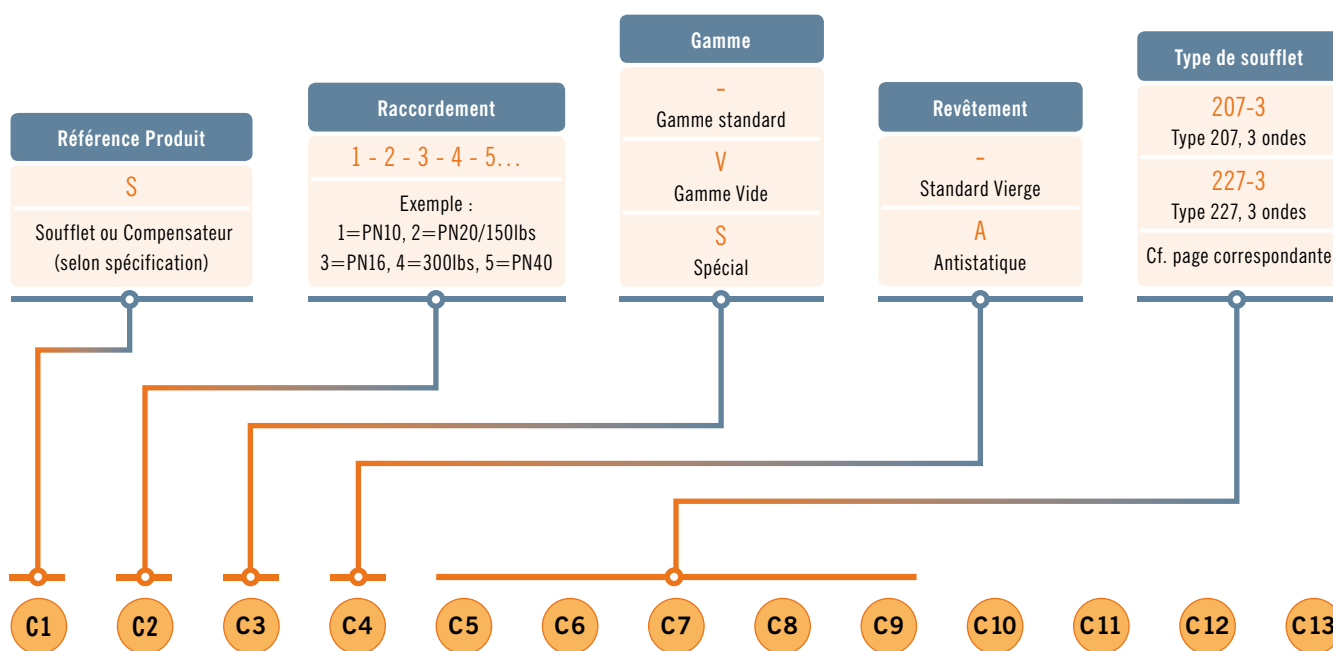 Référence Produit
S
Soufflet ou Compensateur
(selon spécification)
Raccordement
1 - 2 - 3 - 4 - 5...
Exemple :
1=PN10, 2=PN20/150lbs
3=PN16, 4=300lbs, 5=PN40
Gamme
-
Gamme standard
V
Gamme Vide
S
Spécial
Revêtement
-
Standard Vierge
A
Antistatique
Type de soufflet
207-3
Type 207, 3 ondes
227-3
Type 227, 3 ondes
Cf. page correspondante
C1 C2 C3 C4 C5 C6 C7 C8 C9 C10 C11 C12 C13